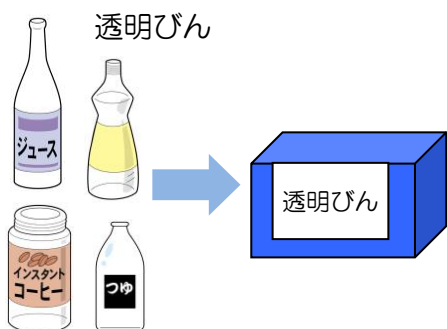 透明びん
ジュース
透明びん
インスタント
コーヒー
つゆ